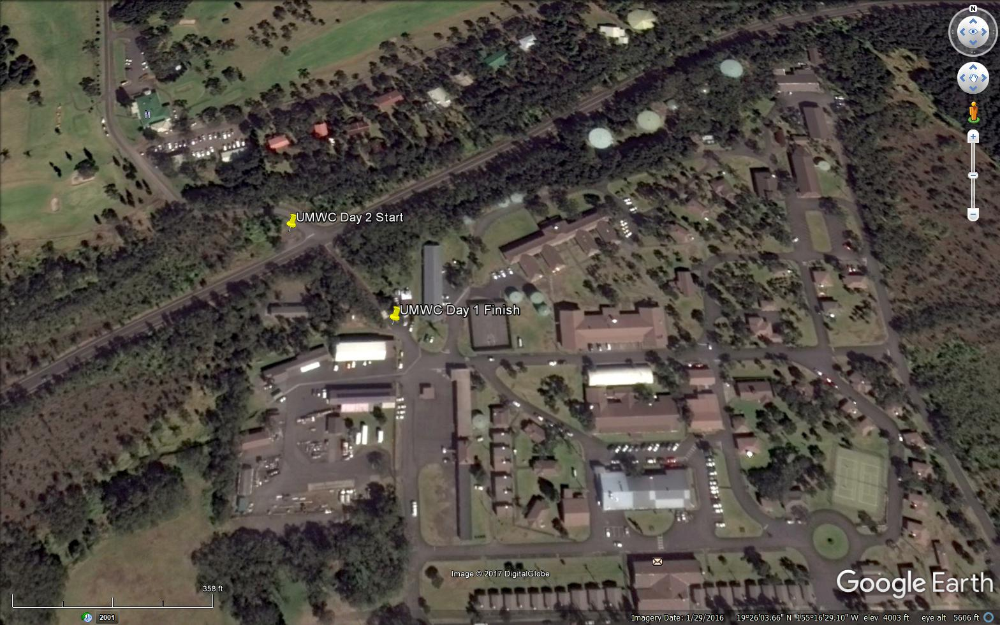 N
UMWC Day 2 Start
UMWC Day 1 Finish
Image © 2017 DigitalGlobe
Google Earth
358 ft
2001
Imagery Date: 1/29/2016 19°26'03.66" N 155°16'29.10" W elev 4003 ft eye alt 5606 ft